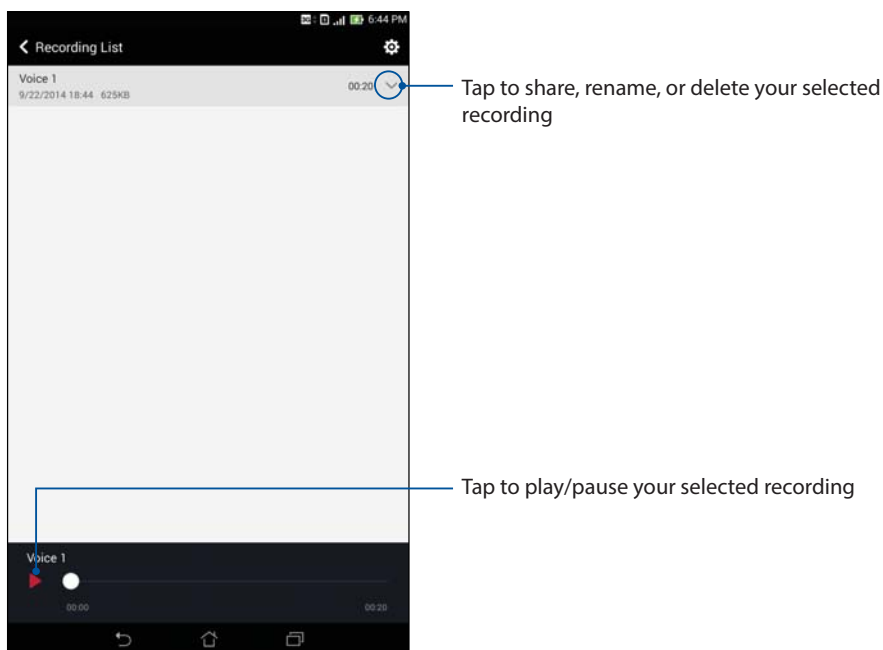 6:44 PM
Recording List
Voice 1
00:20
9/22/2014 18:44 625KB
Tap to share, rename, or delete your selected
recording
Tap to play/pause your selected recording
Voice 1
00:00
00:20